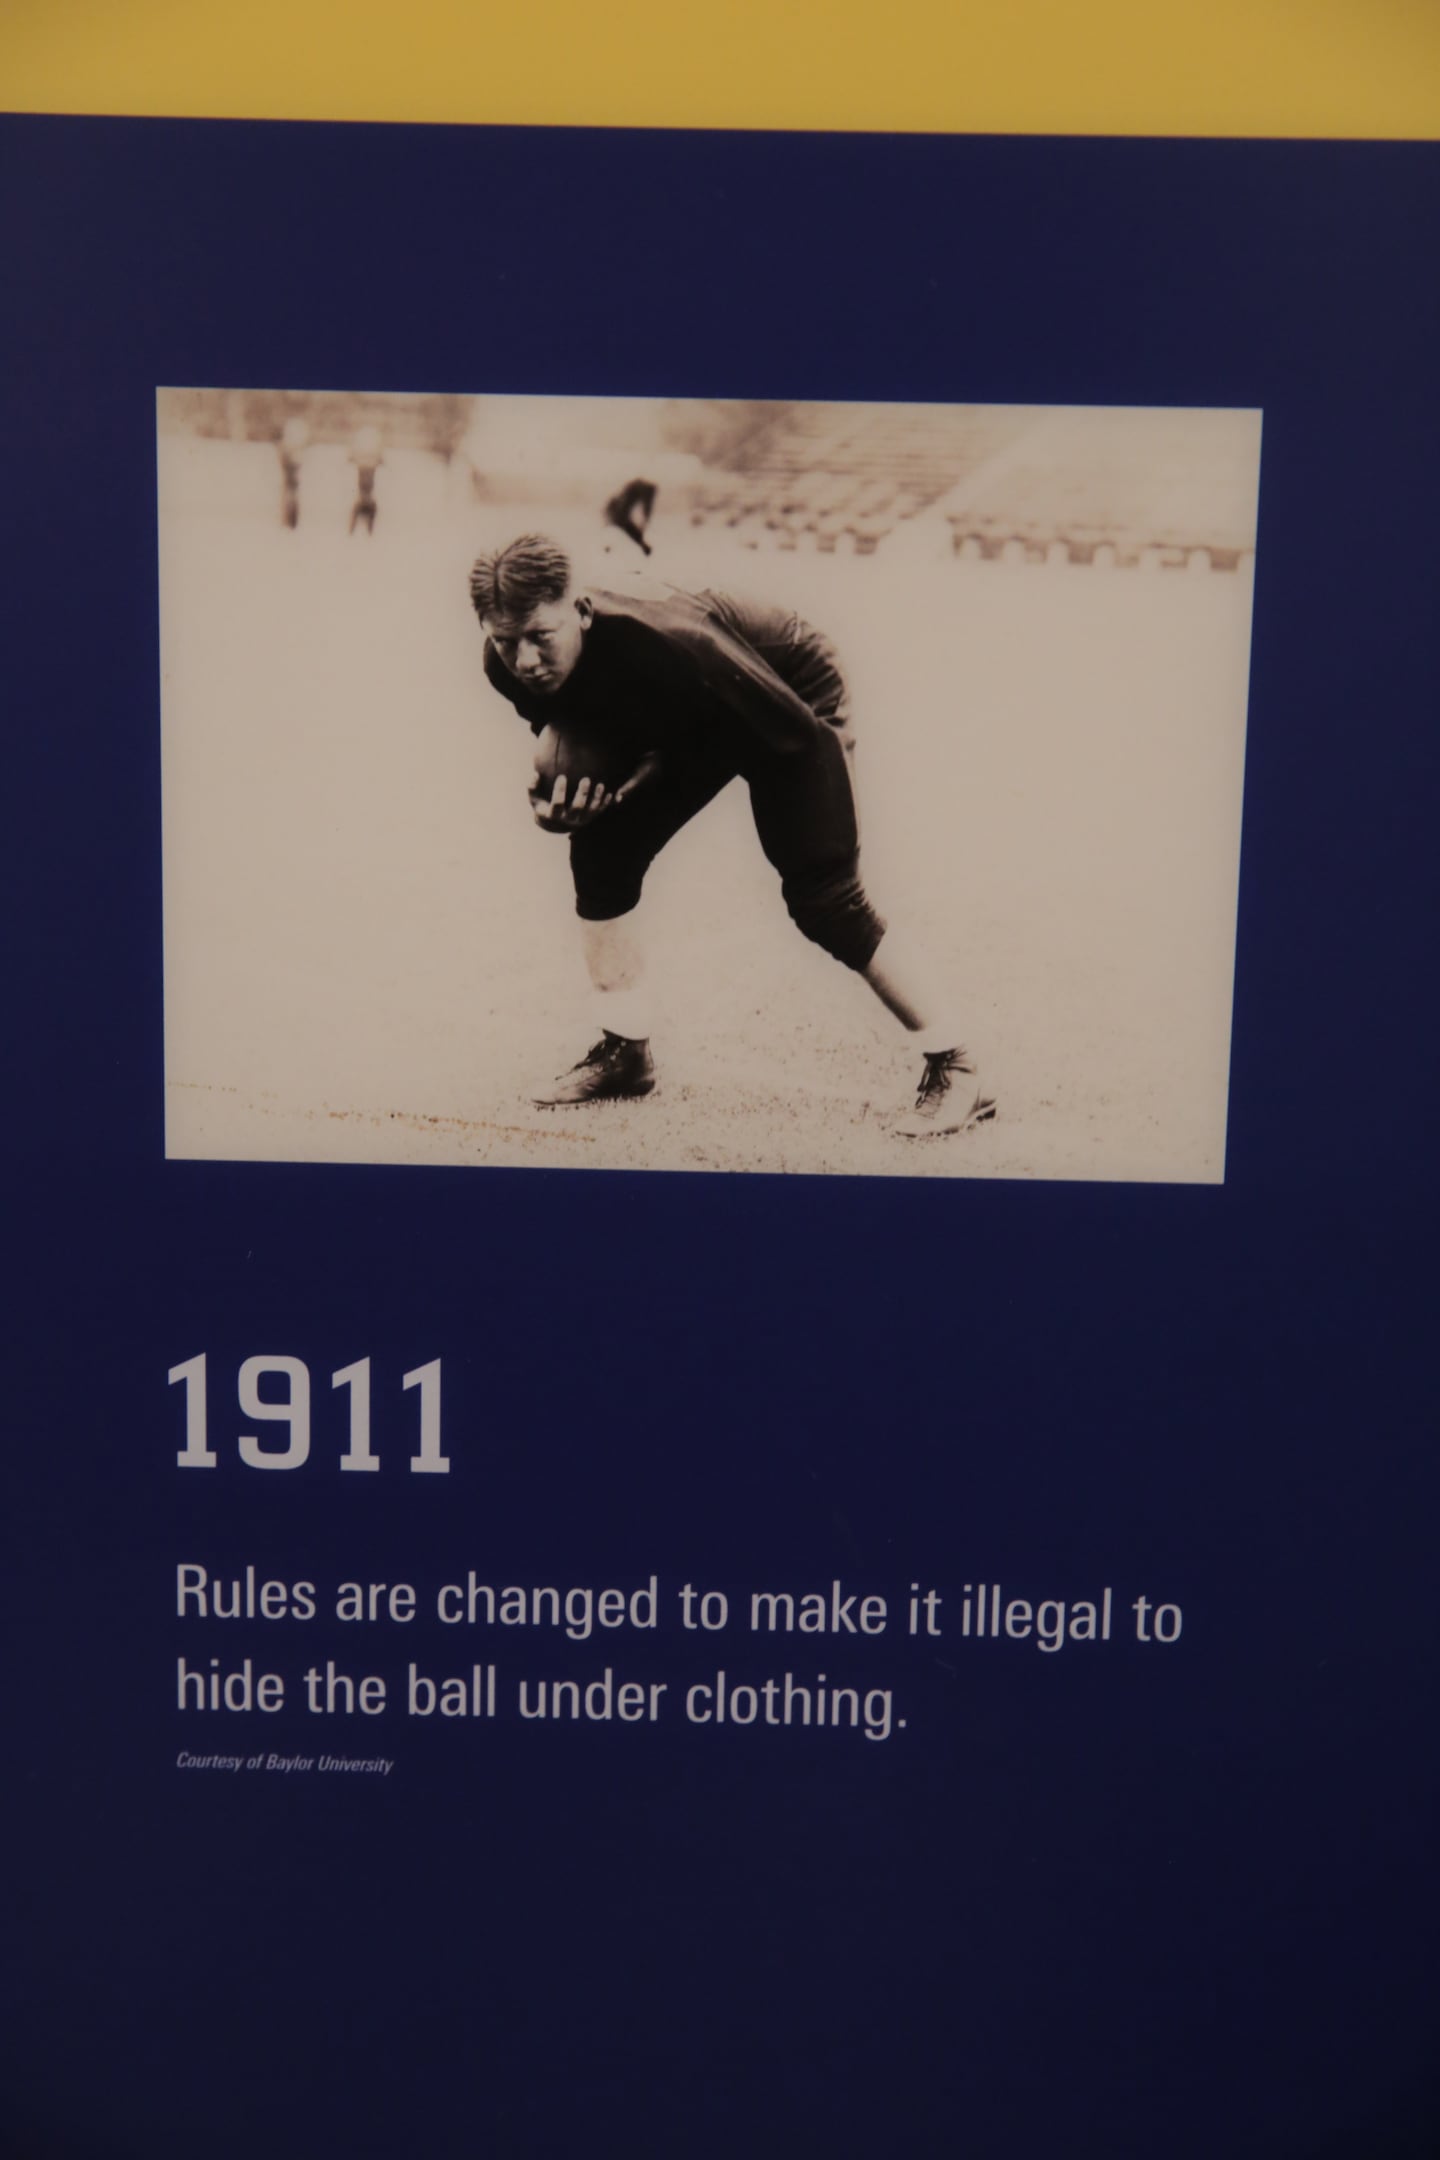 1911
Rules are changed to make it illegal to
hide the ball under clothing.
Courtesy of Baylor University